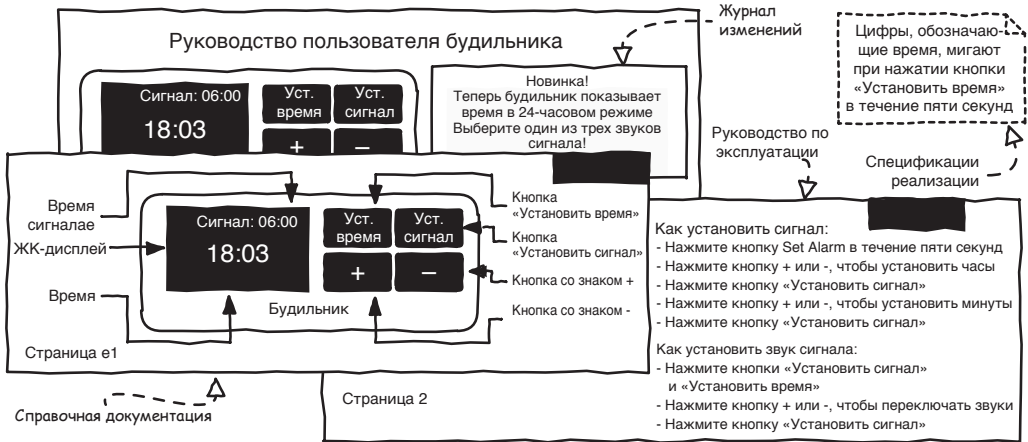 Руководство пользователя будильника
Сигнал: 06:00
18:03
Уст.
время
Уст.
сигнал
+
–
Новинка!
Теперь будильник показывает
время в 24-часовом режиме
Выберите один из трех звуков
сигнала!
Журнал
изменений
Цифры, обозначаю-
щие время, мигают
при нажатии кнопки
«Установить время»
в течение пяти секунд
Спецификации
реализации
Руководство по
эксплуатации
Время
сигналае
ЖК-дисплей
Время
Сигнал: 06:00
18:03
Уст.
время
Уст.
сигнал
+
–
Будильник
Кнопка
«Установить время»
Кнопка
«Установить сигнал»
Кнопка со знаком +
Кнопка со знаком -
Страница е1
Справочная документация
Как установить сигнал:
- Нажмите кнопку Set Alarm в течение пяти секунд
- Нажмите кнопку + или -, чтобы установить часы
- Нажмите кнопку «Установить сигнал»
- Нажмите кнопку + или -, чтобы установить минуты
- Нажмите кнопку «Установить сигнал»
Как установить звук сигнала:
- Нажмите кнопки «Установить сигнал»
и «Установить время»
- Нажмите кнопку + или -, чтобы переключать звуки
- Нажмите кнопку «Установить сигнал»
Страница 2